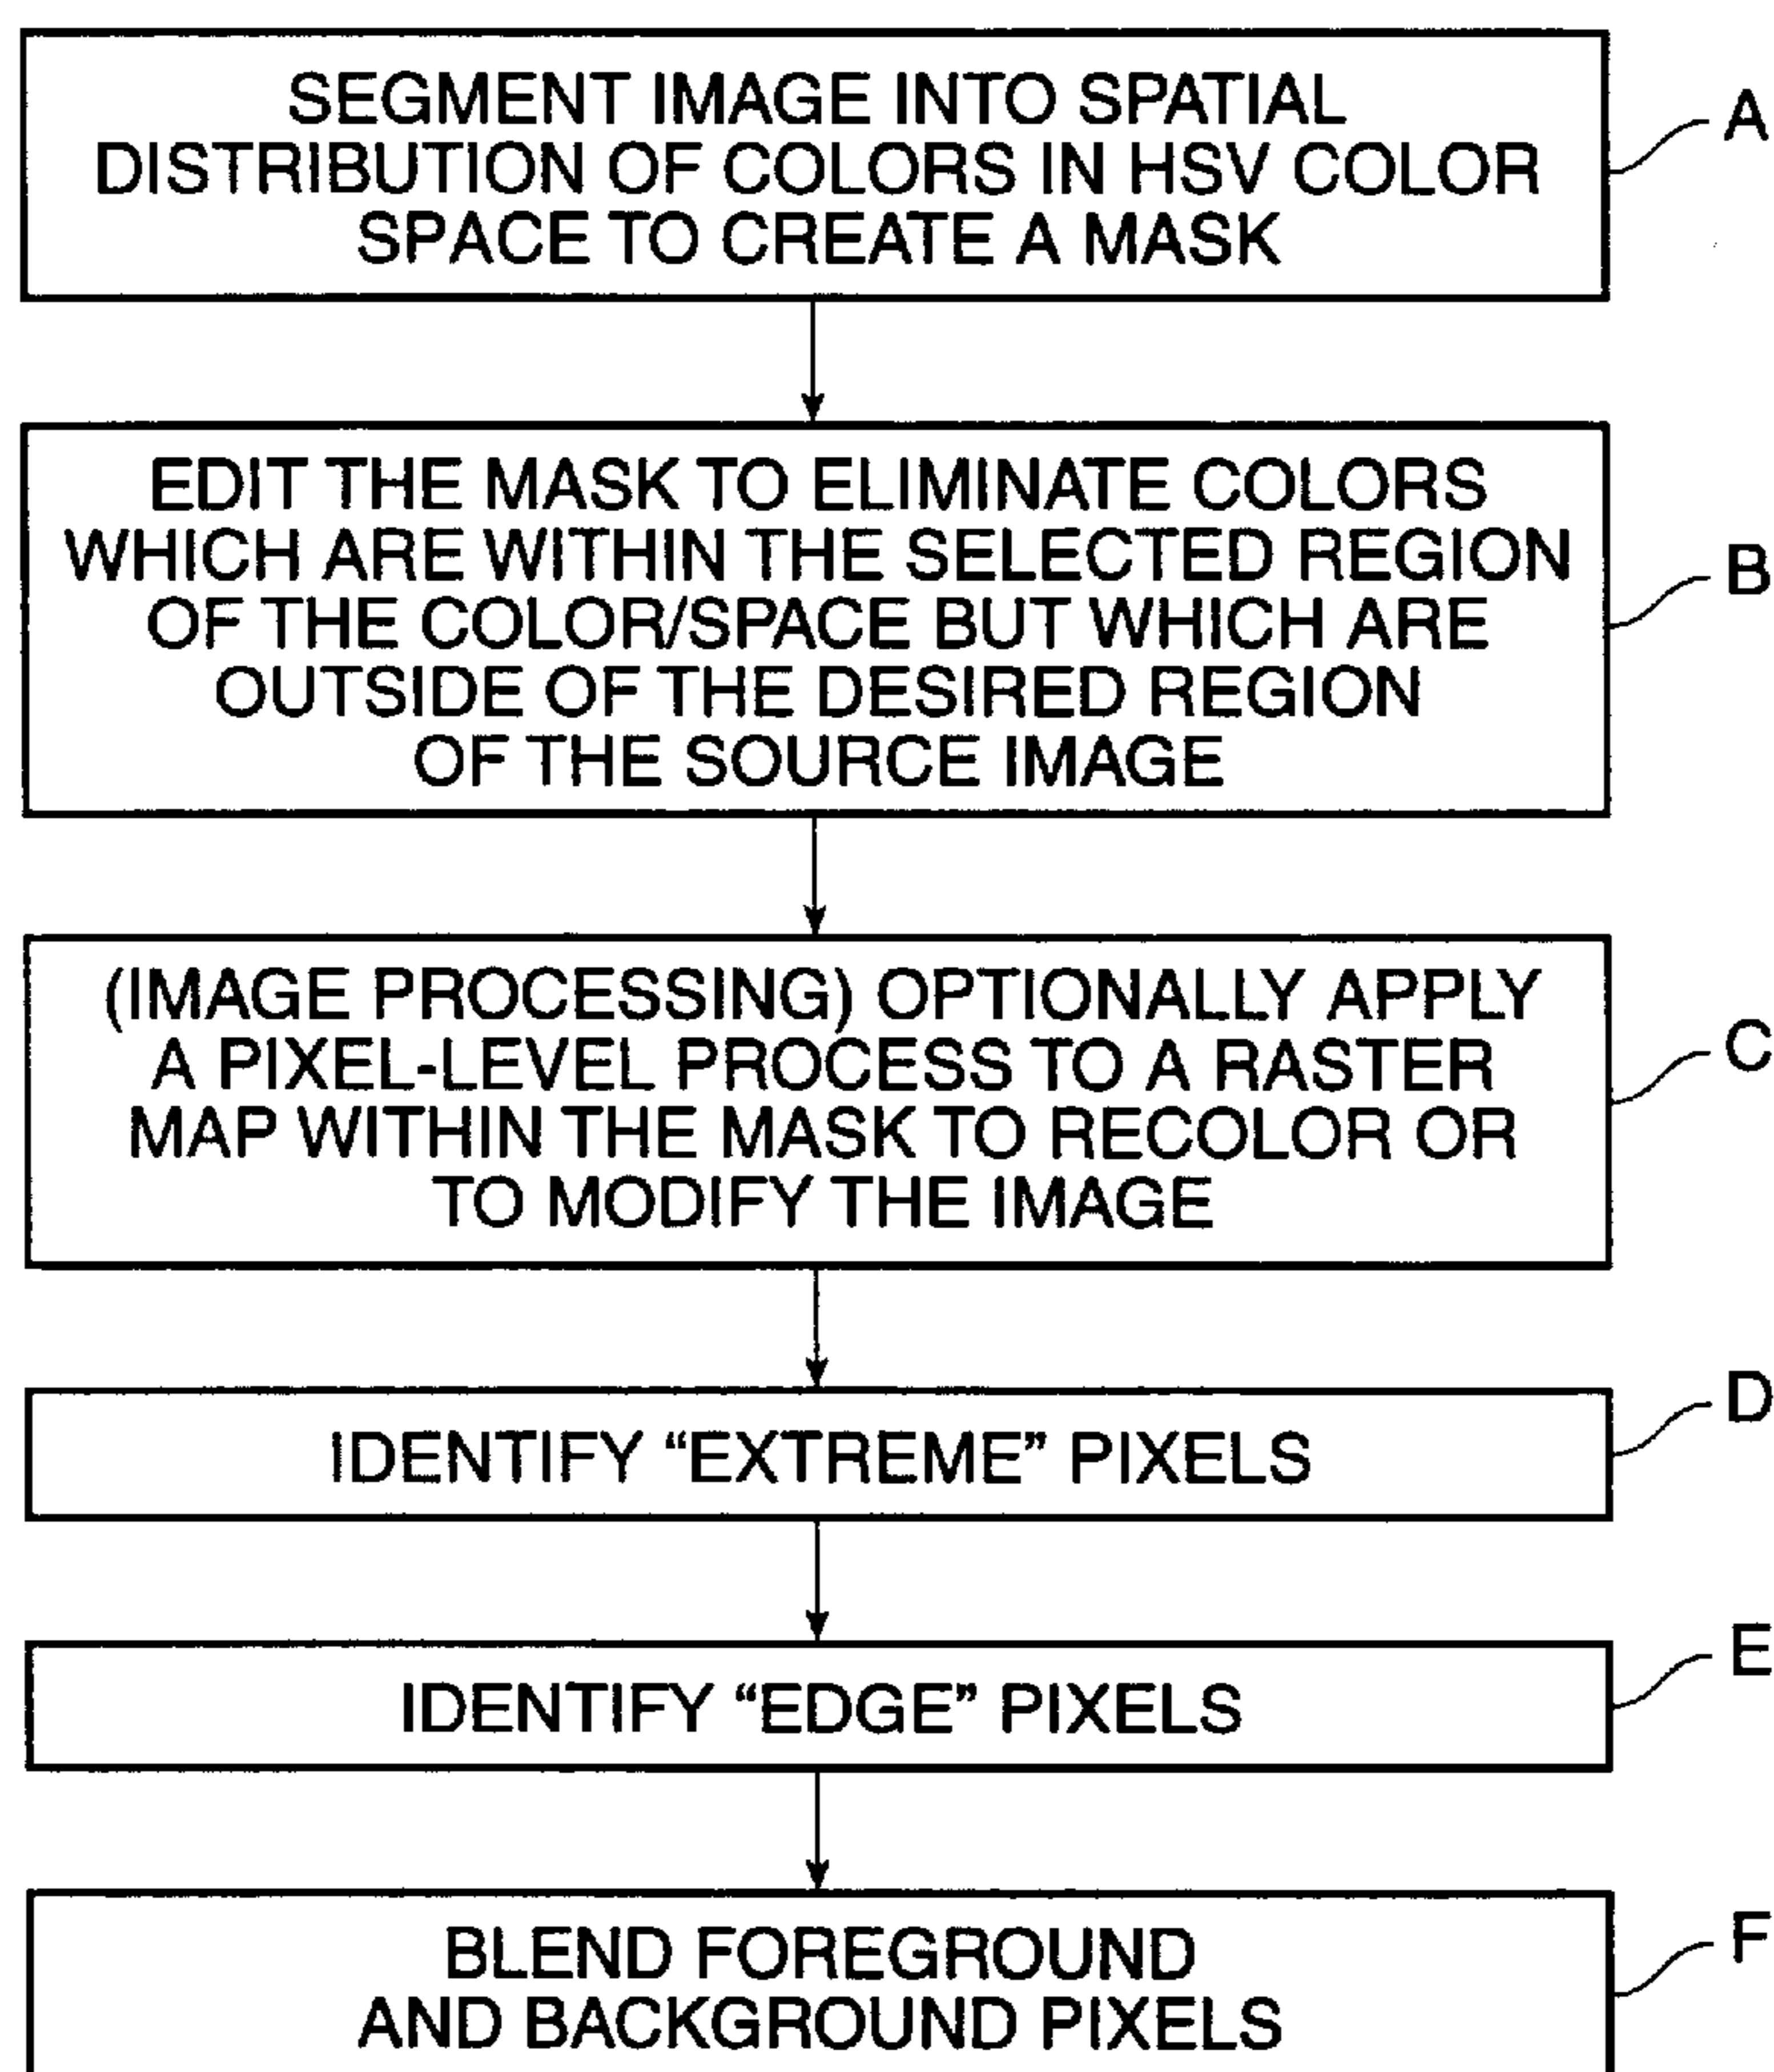 SEGMENT IMAGE INTO SPATIAL
DISTRIBUTION OF COLORS IN HSV COLOR
SPACE TO CREATE A MASK
A
EDIT THE MASK TO ELIMINATE COLORS
WHICH ARE WITHIN THE SELECTED REGION
OF THE COLOR/SPACE BUT WHICH ARE
OUTSIDE OF THE DESIRED REGION
OF THE SOURCE IMAGE
B
(IMAGE PROCESSING) OPTIONALLY APPLY
A PIXEL-LEVEL PROCESS TO A RASTER
MAP WITHIN THE MASK TO RECOLOR OR
TO MODIFY THE IMAGE
C
IDENTIFY “EXTREME” PIXELS
D
IDENTIFY “EDGE” PIXELS
E
BLEND FOREGROUND
AND BACKGROUND PIXELS
F